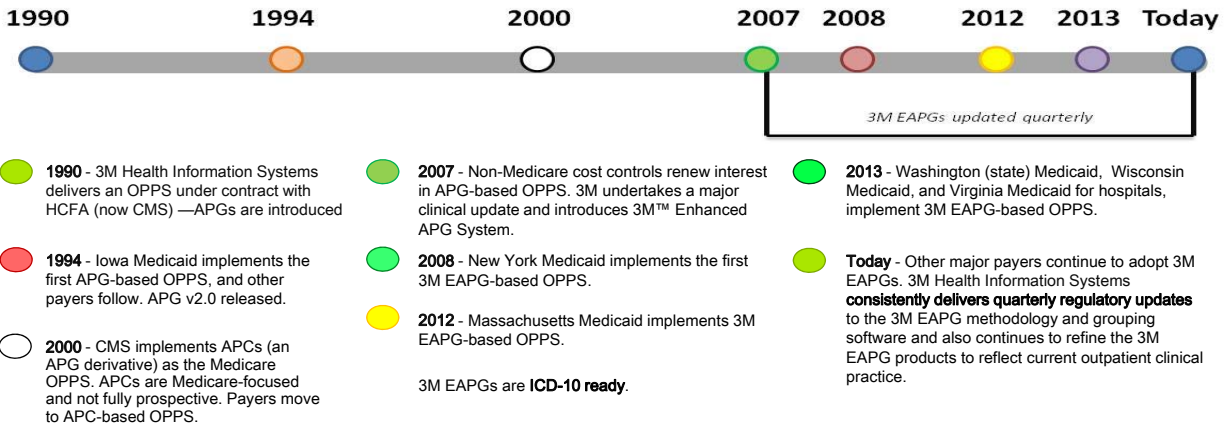 1990 1994 2000 2007 2008 2012 2013 Today
3M EAPGs updated quarterly
1990 - 3M Health Information Systems
delivers an OPPS under contract with
HCFA (now CMS) —APGs are introduced
1994 - Iowa Medicaid implements the
first APG-based OPPS, and other
payers follow. APG v2.0 released.
2000 - CMS implements APCs (an
APG derivative) as the Medicare
OPPS. APCs are Medicare-focused
and not fully prospective. Payers move
to APC-based OPPS.
2007 - Non-Medicare cost controls renew interest
in APG-based OPPS. 3M undertakes a major
clinical update and introduces 3M™ Enhanced
APG System.
2008 - New York Medicaid implements the first
3M EAPG-based OPPS.
2012 - Massachusetts Medicaid implements 3M
EAPG-based OPPS.
3M EAPGs are ICD-10 ready.
2013 - Washington (state) Medicaid, Wisconsin
Medicaid, and Virginia Medicaid for hospitals,
implement 3M EAPG-based OPPS.
Today - Other major payers continue to adopt 3M
EAPGs. 3M Health Information Systems
consistently delivers quarterly regulatory updates
to the 3M EAPG methodology and grouping
software and also continues to refine the 3M
EAPG products to reflect current outpatient clinical
practice.